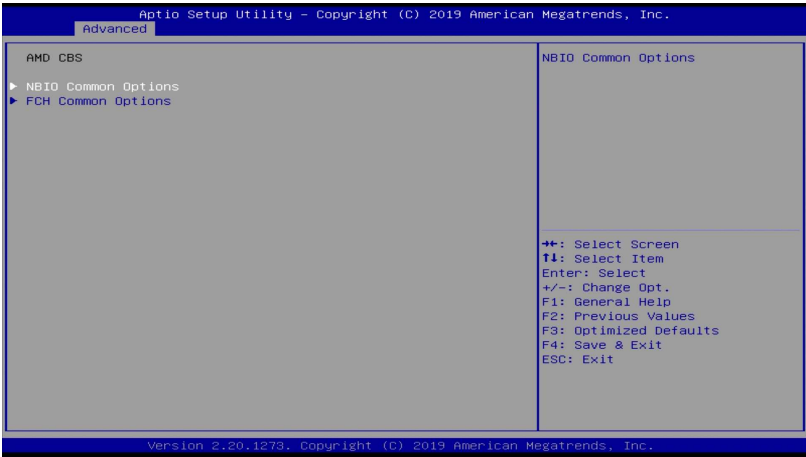 Aptio Setup Utility – Copyright (C) 2019 American Megatrends, Inc.
Advanced
AMD CBS
▶ NBIO Common Options
▶ FCH Common Options
NBIO Common Options
→←: Select Screen
↑↓: Select Item
Enter: Select
+/-: Change Opt.
F1: General Help
F2: Previous Values
F3: Optimized Defaults
F4: Save & Exit
ESC: Exit
Version 2.20.1273. Copyright (C) 2019 American Megatrends, Inc.